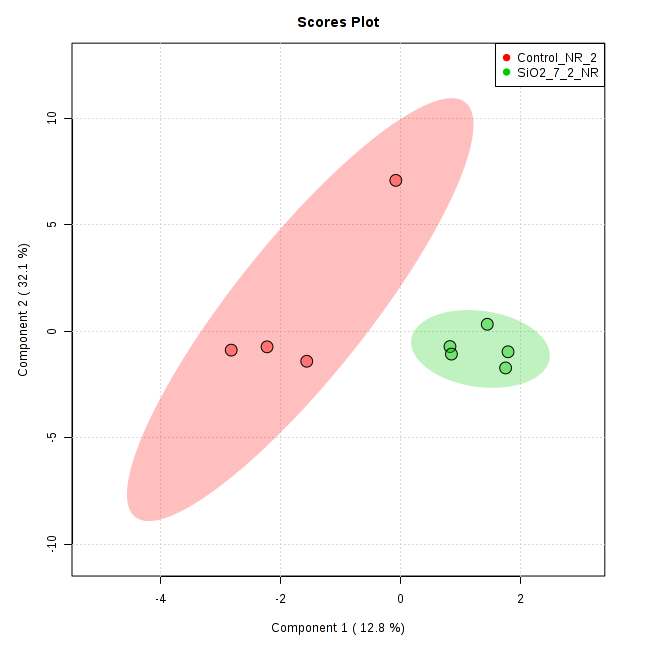 Scores Plot
Control_NR_2
SiO2_7_2_NR
10
5
0
-5
-10
Component 2 ( 32.1 %)
-4
-2
0
2
Component 1 ( 12.8 %)